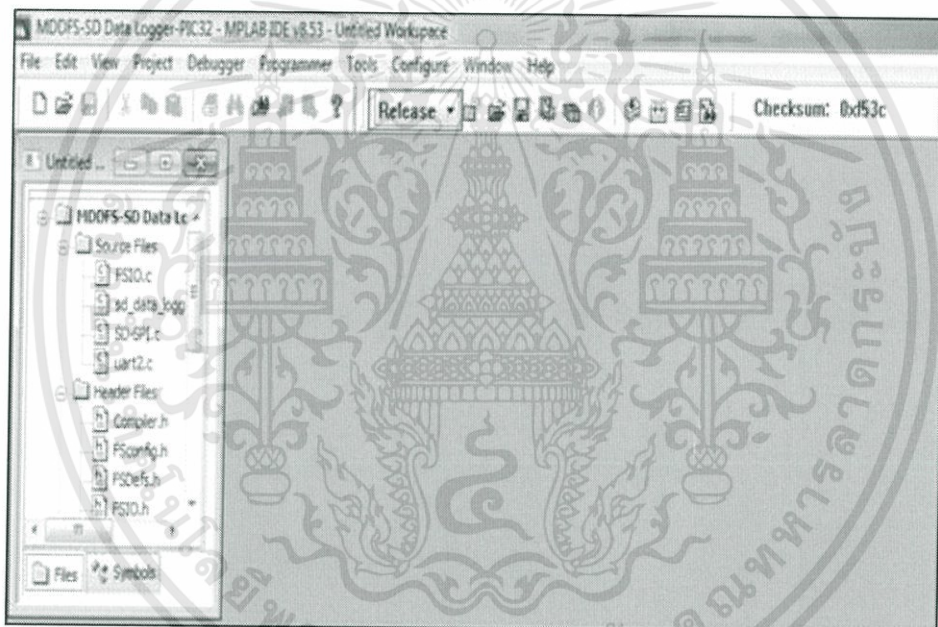 MDDFS-SD Data Logger-PIC32 - MPLAB IDE v8.53 - Untitled Workspace
File Edit View Project Debugger Programmer Tools Configure Window Help
Release
Checksum: 0xd53c
Untitled ...
MDDFS-SD Data Lc
Source Files
FSIO.c
sd_data_logg
SD-SPI.c
uart2.c
Header Files
Compiler.h
FSconfig.h
FSDefs.h
FSIO.h
Files Symbols